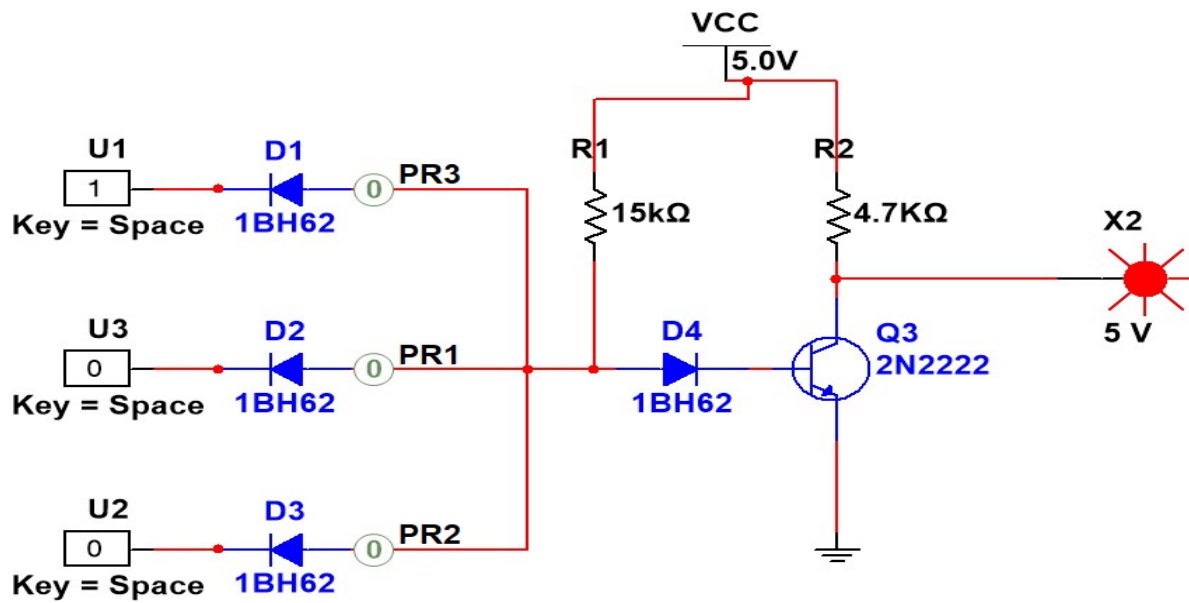 VCC
5.0V
U1
1
Key = Space
D1
1BH62
0
PR3
R1
15kΩ
R2
4.7KΩ
X2
5 V
U3
0
Key = Space
D2
1BH62
0
PR1
D4
1BH62
Q3
2N2222
U2
0
Key = Space
D3
1BH62
0
PR2